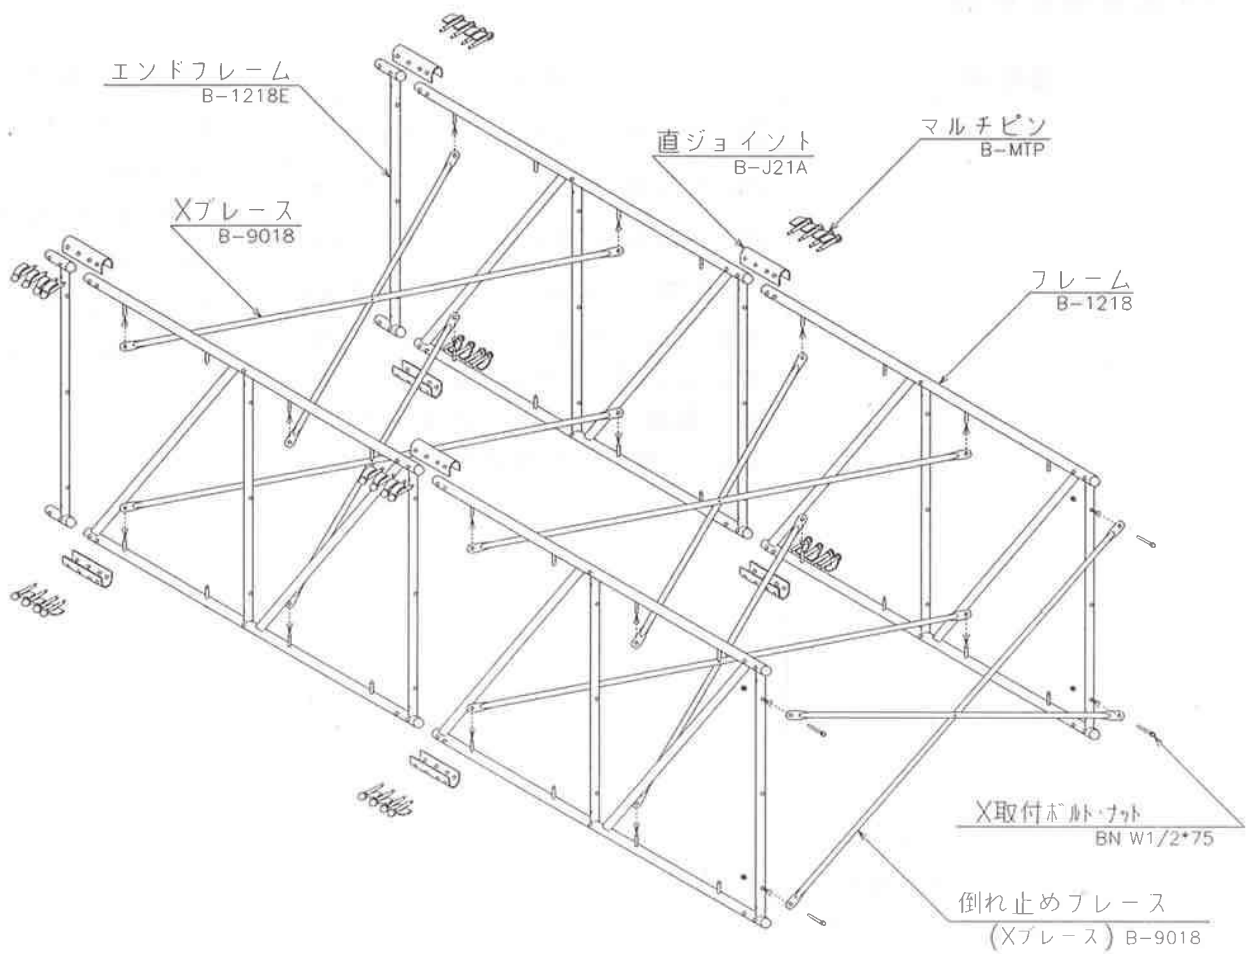 エンドフレーム
B-1218E
直ジョイント
B-J21A
マルチピン
B-MTP
Xブレース
B-9018
フレーム
B-1218
X取付ボルト・ナット
BN W1/2*75
倒れ止めブレース
(Xブレース) B-9018